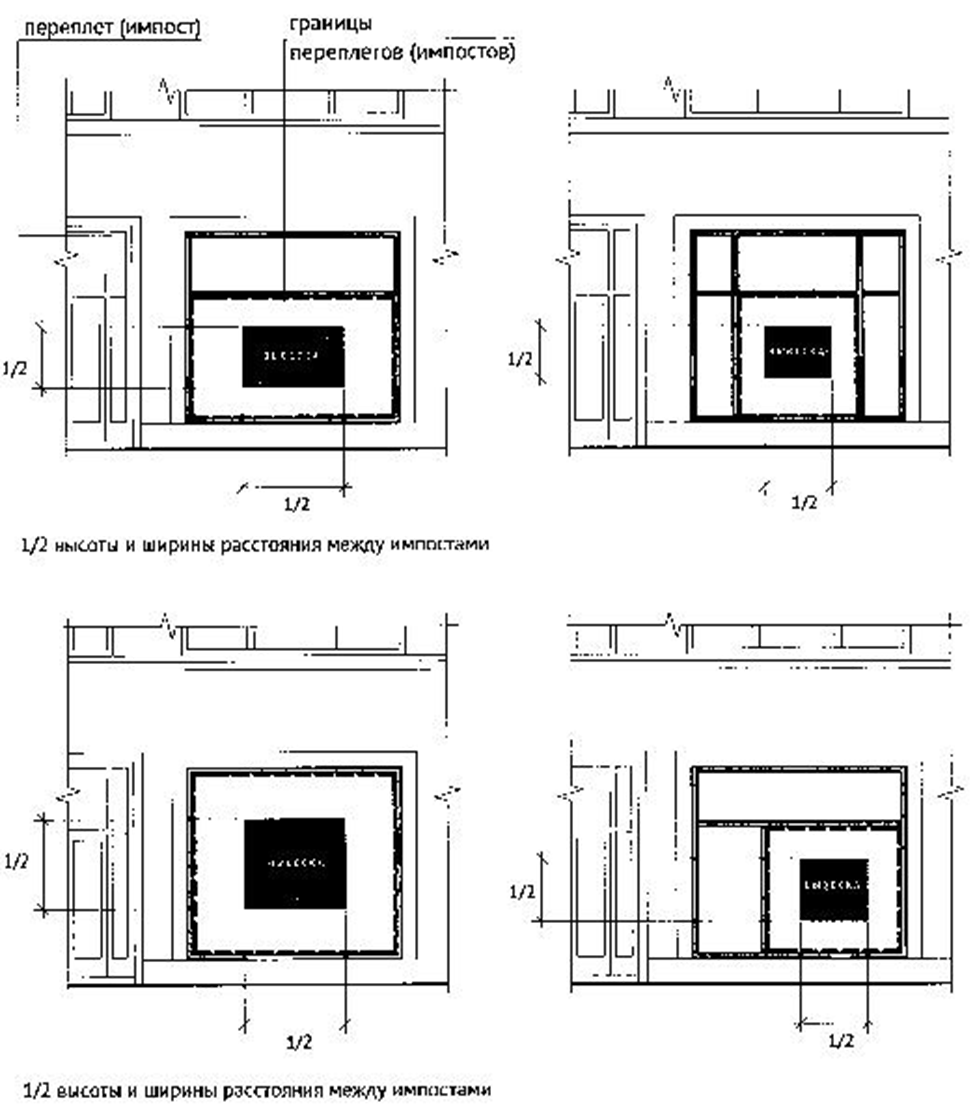 переплет (импост)
границы
переплегов (импостов)
1/2
1/2
1/2
1/2
1/2 высоты и ширины расстояния между импостами
1/2
ВЫВЕСКА
1/2
1/2
1/2
1/2 высоты и ширины расстояния между импостами